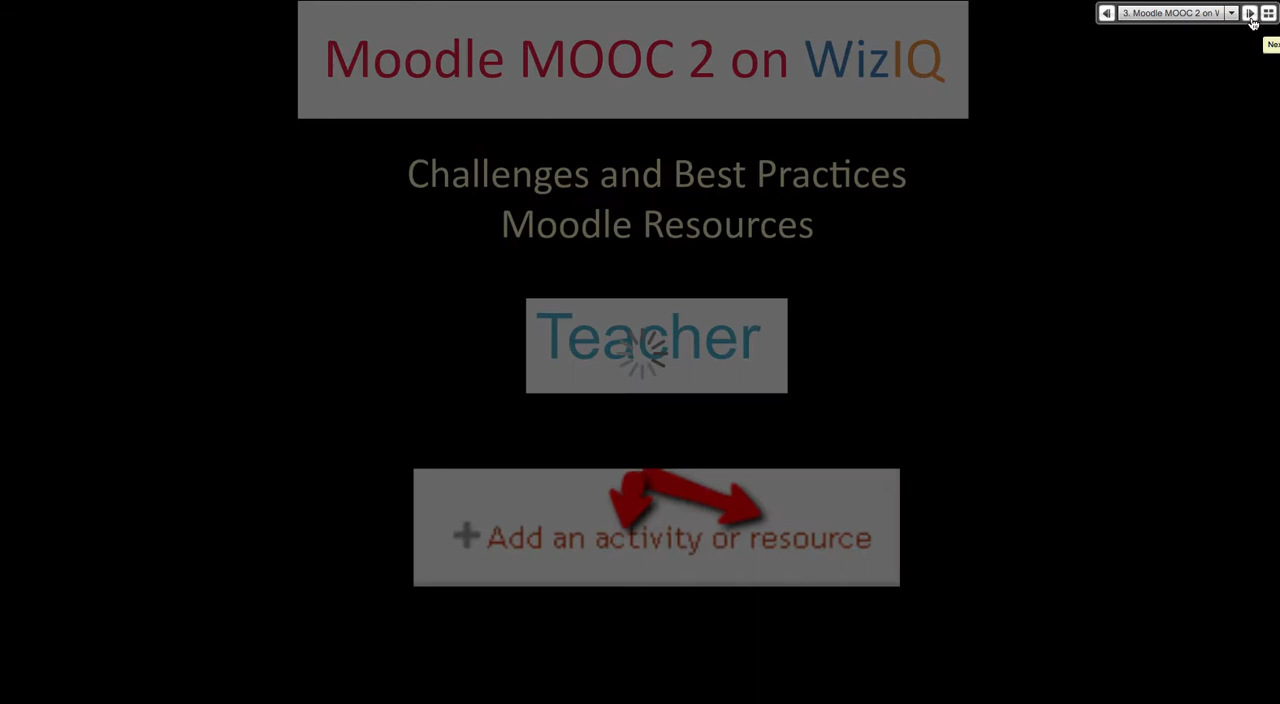 3. Moodle MOOC 2 on W
Moodle MOOC 2 on WizIQ
Challenges and Best Practices
Moodle Resources
Teacher
+ Add an activity or resource